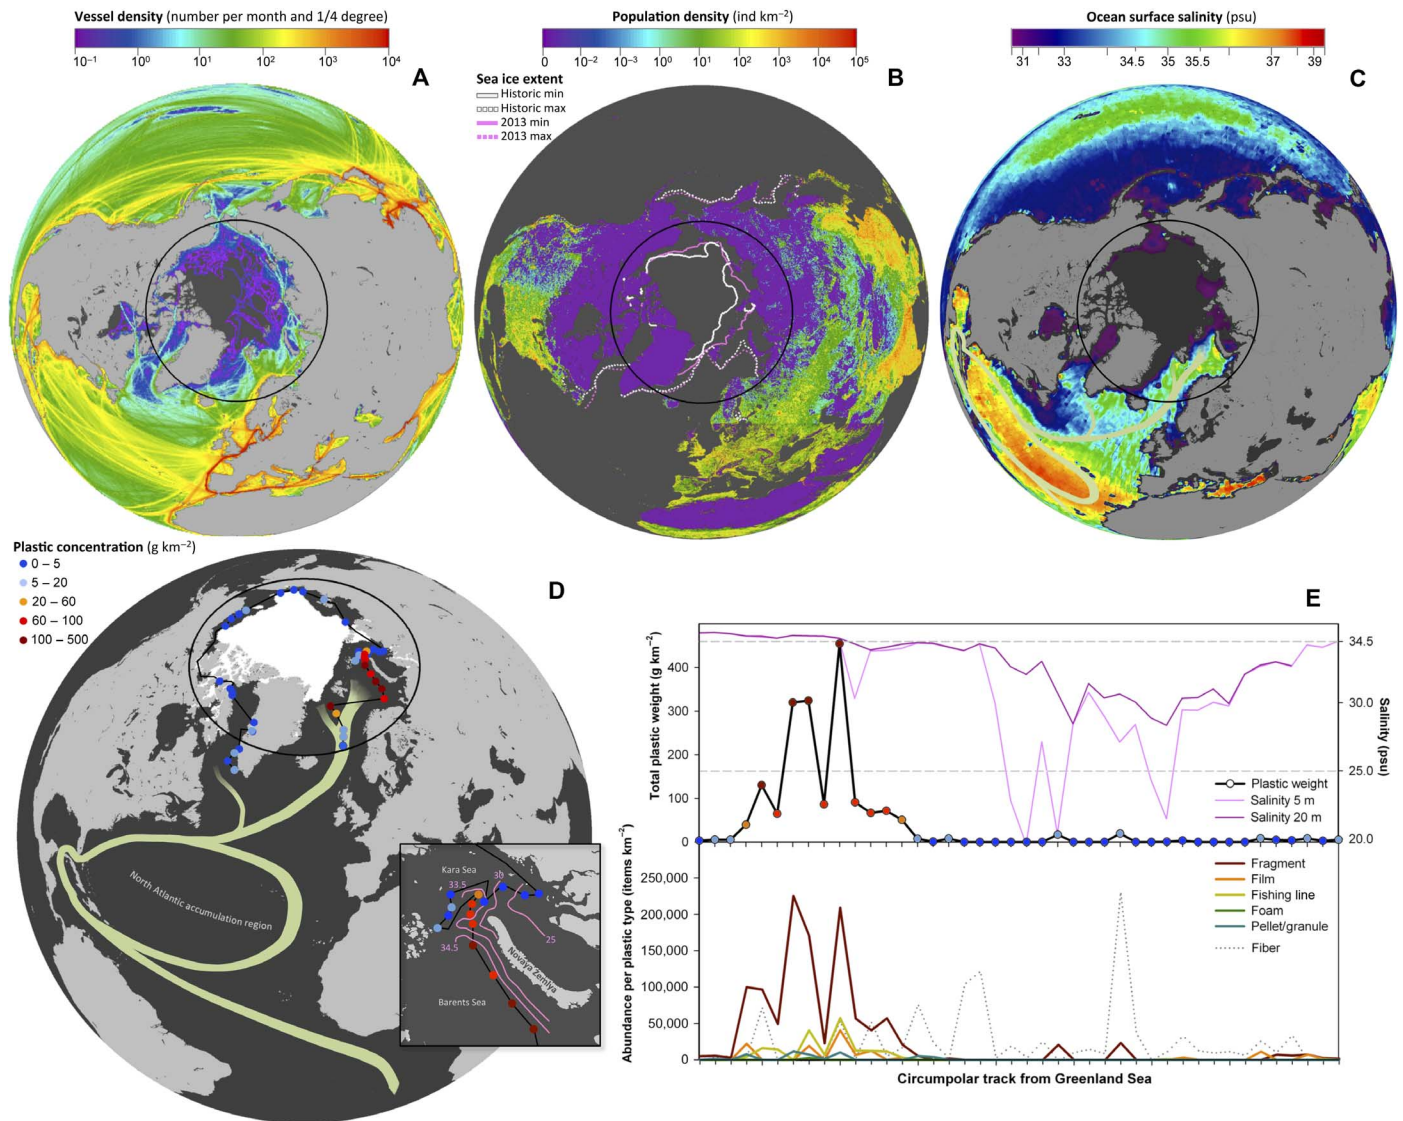 Vessel density (number per month and 1/4 degree)
10⁻¹ 10⁰ 10¹ 10² 10³ 10⁴
A
Population density (ind km⁻²)
0 10⁻² 10⁻³ 10⁰ 10¹ 10² 10³ 10⁴ 10⁵
Sea ice extent
Historic min
Historic max
2013 min
2013 max
B
Ocean surface salinity (psu)
31 33 34.5 35 35.5 37 39
C
Plastic concentration (g km⁻²)
0 – 5
5 – 20
20 – 60
60 – 100
100 – 500
D
North Atlantic accumulation region
Kara Sea
33.5
30
25
34.5
Novaya Zemlya
Barents Sea
E
Total plastic weight (g km⁻²)
400
300
200
100
0
34.5
30.0
25.0
20.0
Salinity (psu)
Plastic weight
Salinity 5 m
Salinity 20 m
Abundance per plastic type (items km⁻²)
250,000
200,000
150,000
100,000
50,000
0
Fragment
Film
Fishing line
Foam
Pellet/granule
Fiber
Circumpolar track from Greenland Sea